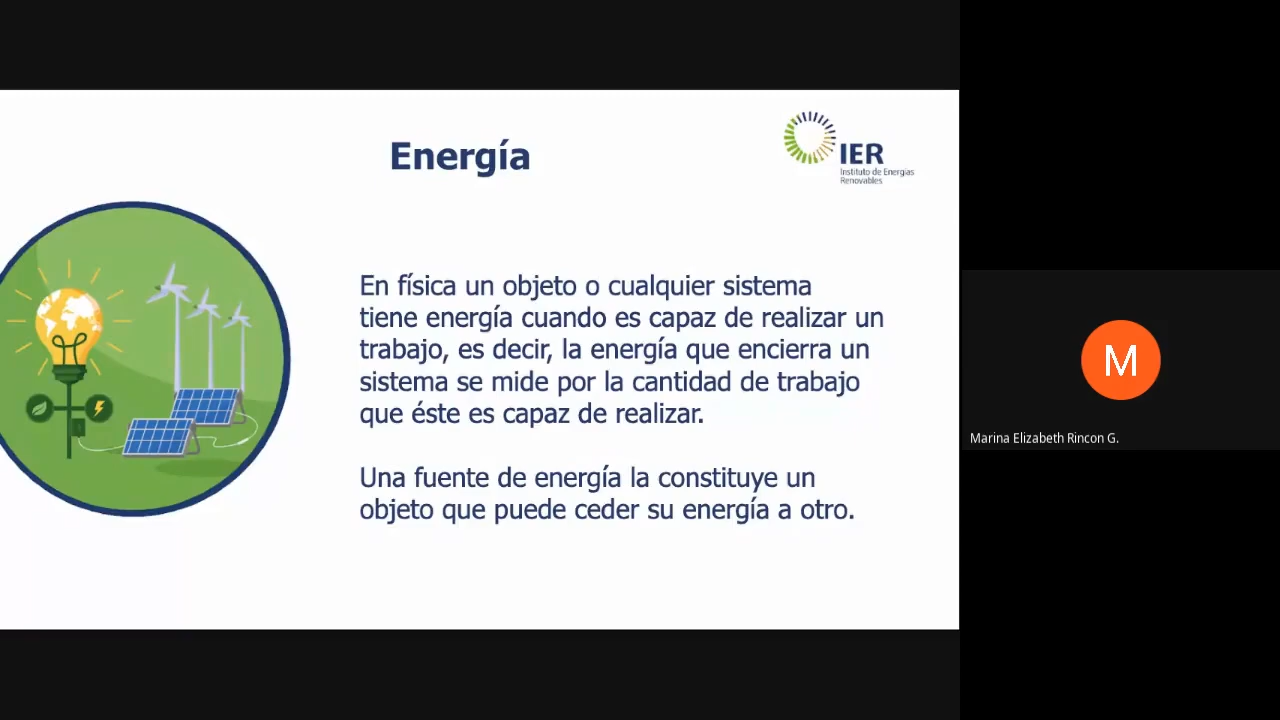 Energía
IER
Instituto de Energías
Renovables
En física un objeto o cualquier sistema
tiene energía cuando es capaz de realizar un
trabajo, es decir, la energía que encierra un
sistema se mide por la cantidad de trabajo
que éste es capaz de realizar.
Una fuente de energía la constituye un
objeto que puede ceder su energía a otro.
M
Marina Elizabeth Rincon G.